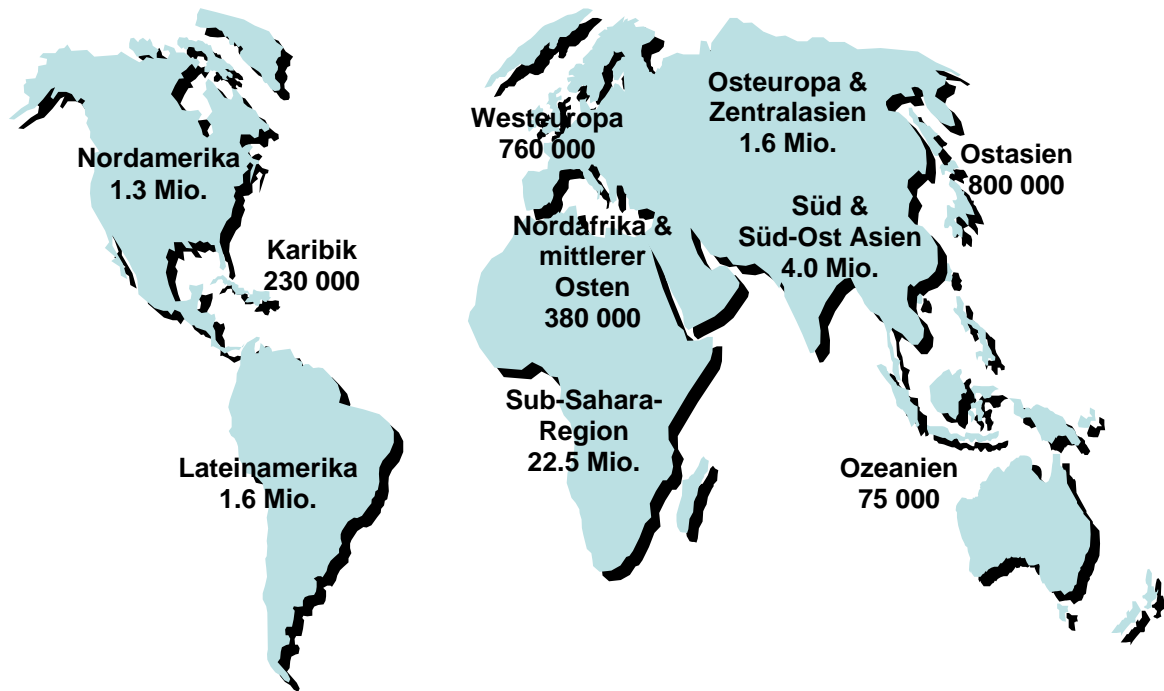 Nordamerika
1.3 Mio.
Karibik
230 000
Lateinamerika
1.6 Mio.
Westeuropa
760 000
Nordafrika &
mittlerer
Osten
380 000
Sub-Sahara-
Region
22.5 Mio.
Osteuropa &
Zentralasien
1.6 Mio.
Süd &
Süd-Ost Asien
4.0 Mio.
Ostasien
800 000
Ozeanien
75 000